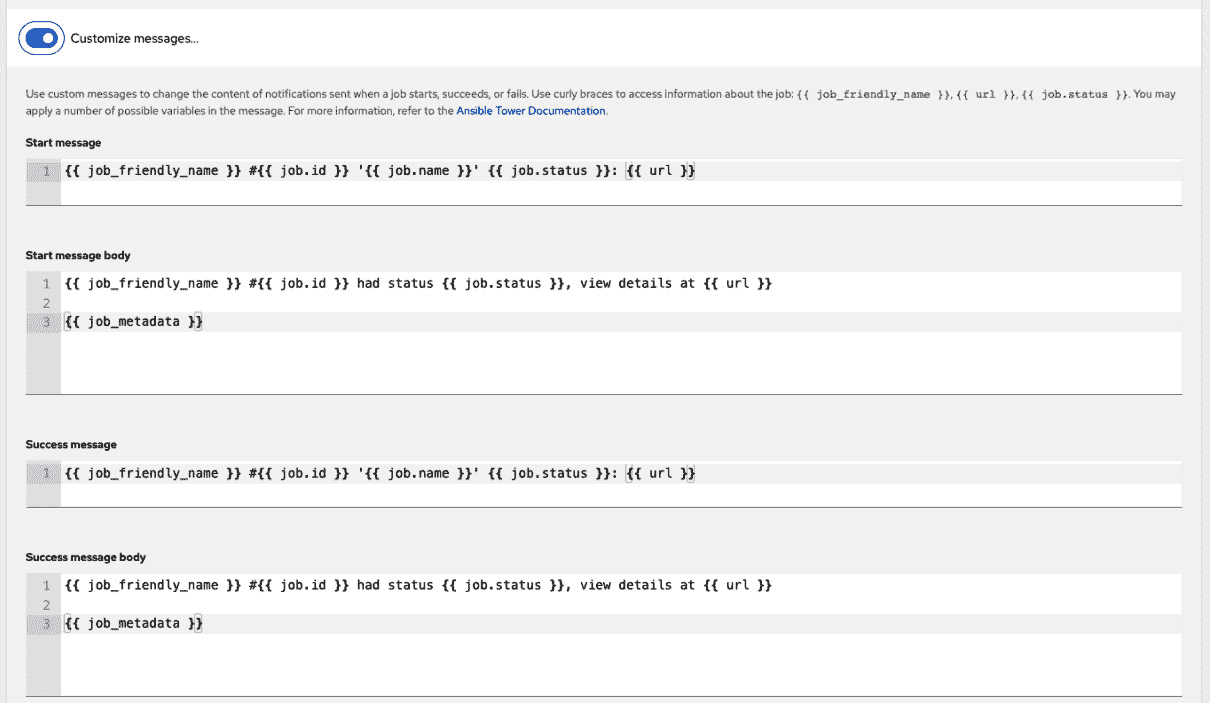 Customize messages...
Use custom messages to change the content of notifications sent when a job starts, succeeds, or fails. Use curly braces to access information about the job: {{ job_friendly_name }}, {{ url }}, {{ job.status }}. You may
apply a number of possible variables in the message. For more information, refer to the Ansible Tower Documentation.
Start message
1 {{ job_friendly_name }} #{{ job.id }} '{{ job.name }}' {{ job.status }}: {{ url }}
Start message body
1 {{ job_friendly_name }} #{{ job.id }} had status {{ job.status }}, view details at {{ url }}
2
3 {{ job_metadata }}
Success message
1 {{ job_friendly_name }} #{{ job.id }} '{{ job.name }}' {{ job.status }}: {{ url }}
Success message body
1 {{ job_friendly_name }} #{{ job.id }} had status {{ job.status }}, view details at {{ url }}
2
3 {{ job_metadata }}